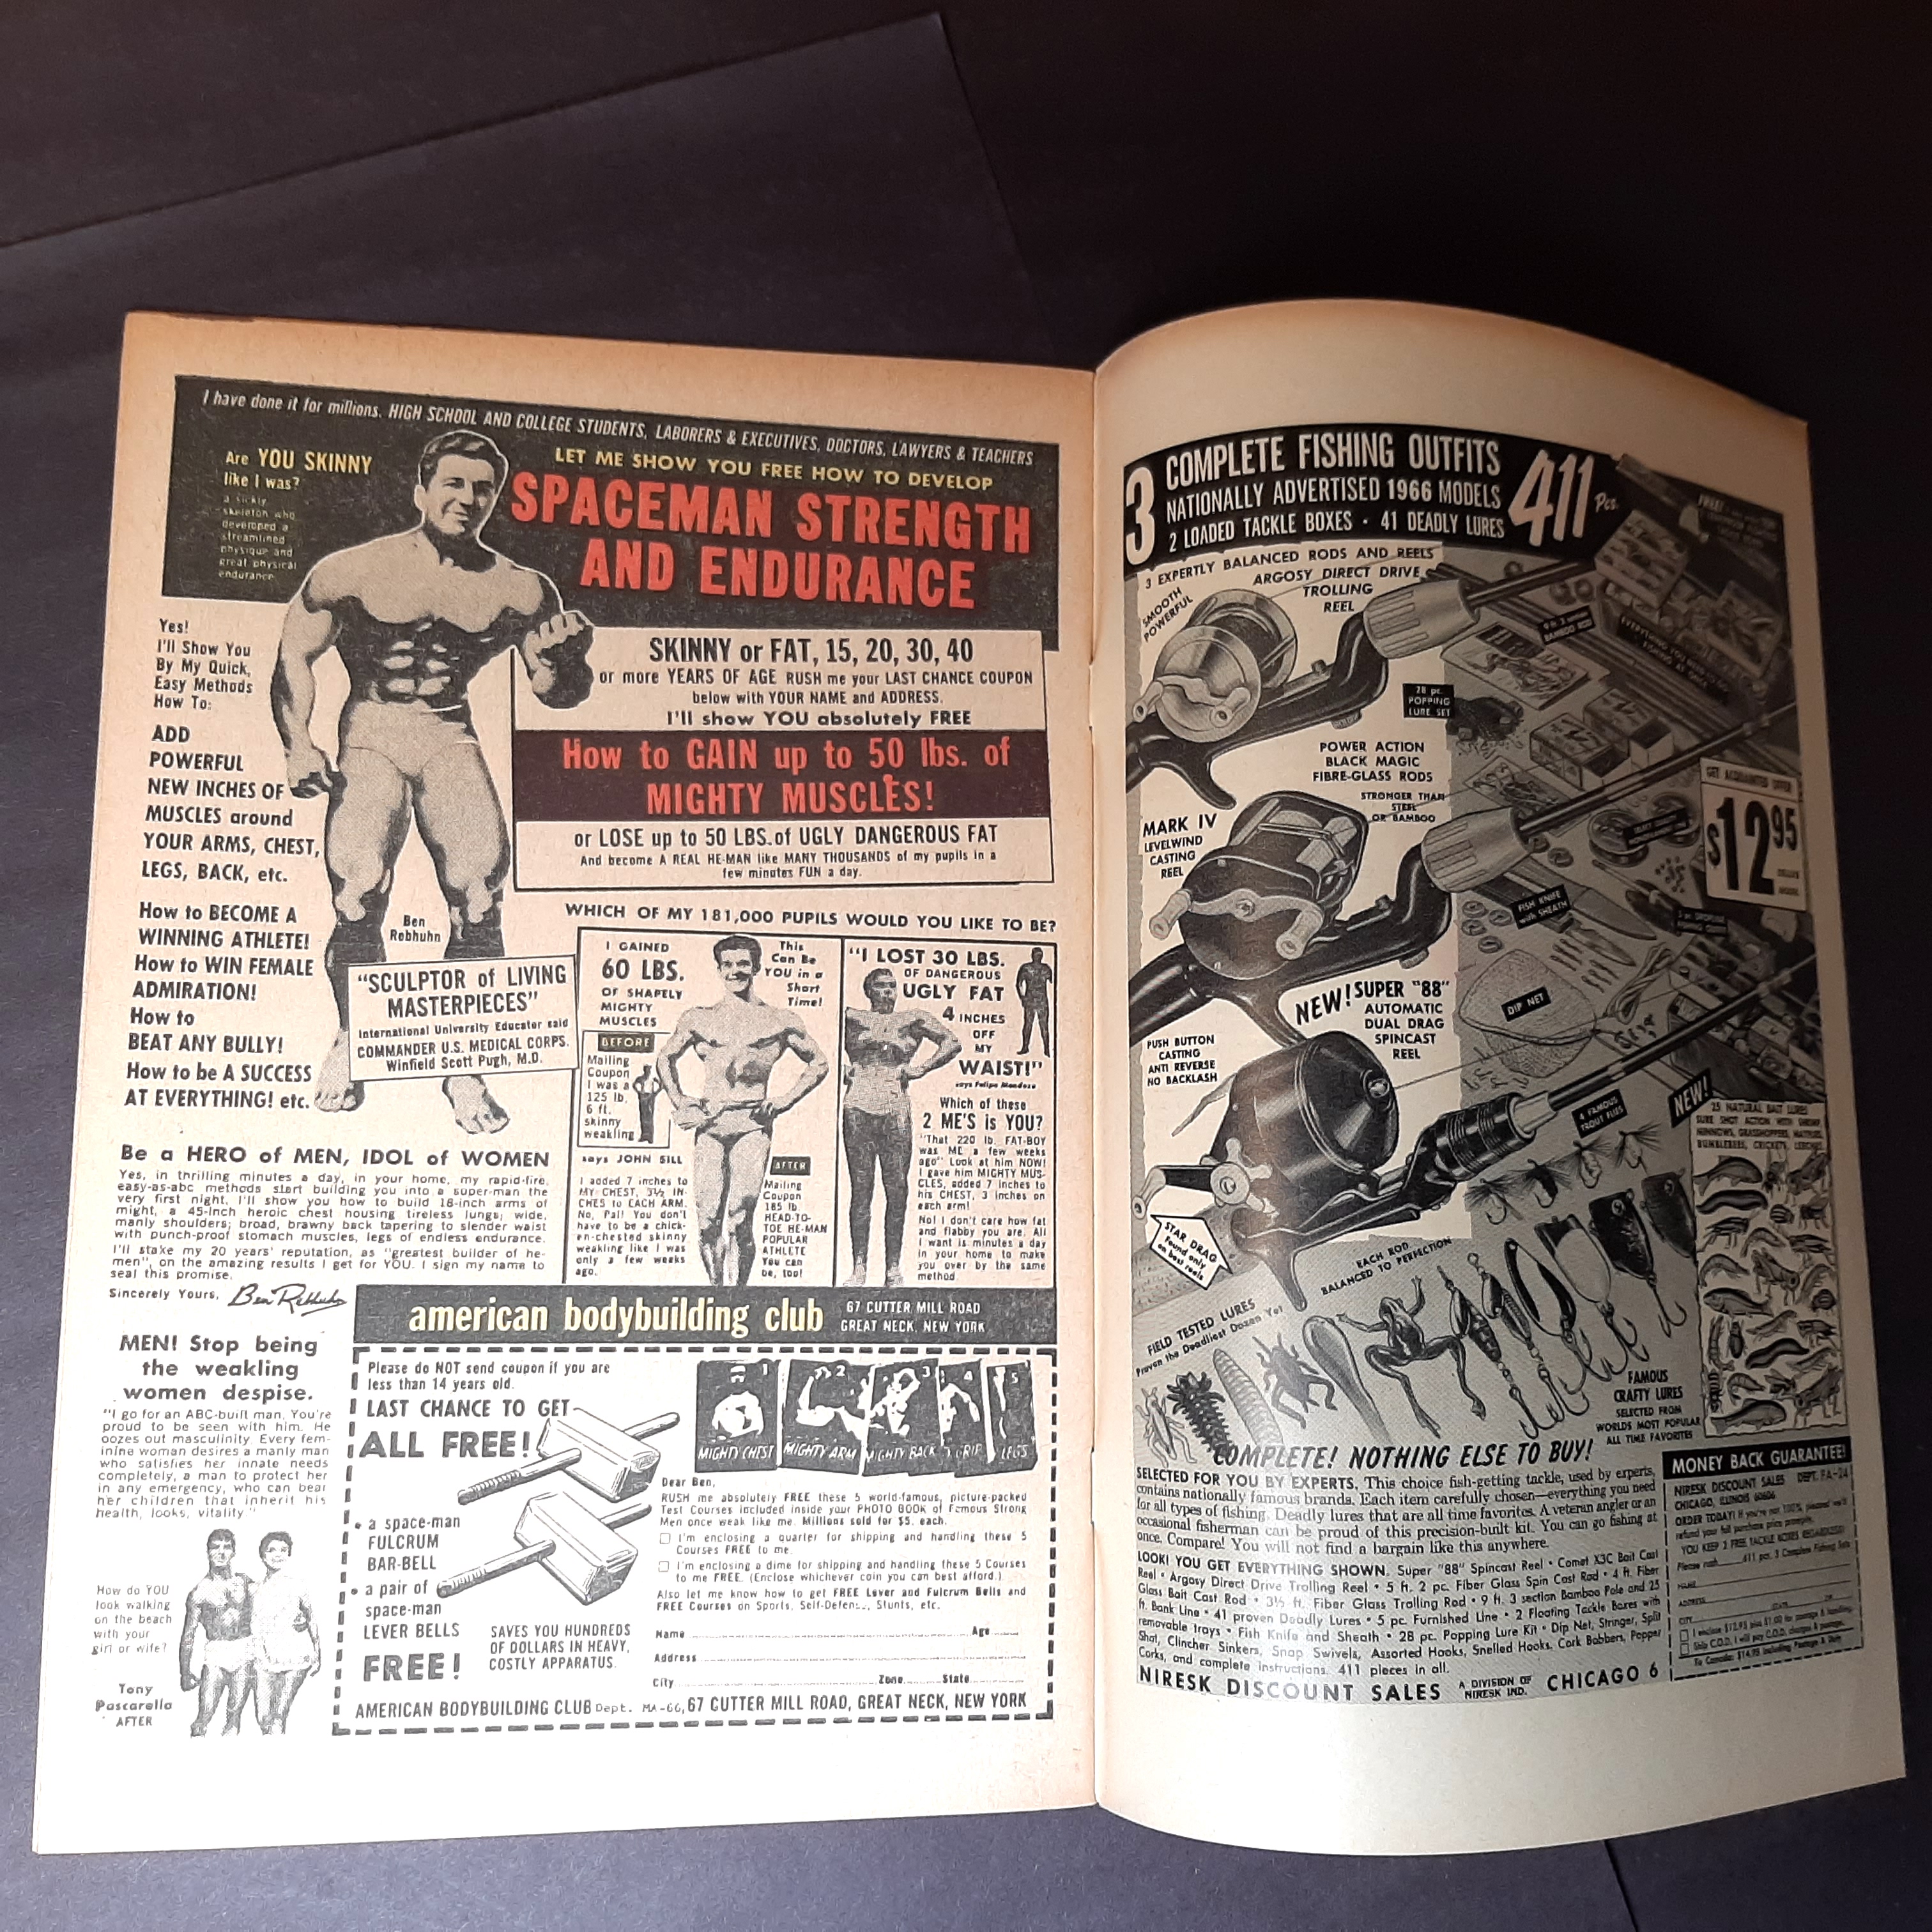 I have done it for millions. HIGH SCHOOL AND COLLEGE STUDENTS, LABORERS & EXECUTIVES, DOCTORS, LAWYERS & TEACHERS
Are YOU SKINNY
like I was?
a sickly
skeleton who
developed a
streamlined
physique and
great physical
endurance
LET ME SHOW YOU FREE HOW TO DEVELOP
SPACEMAN STRENGTH
AND ENDURANCE
Yes!
I'll Show You
By My Quick,
Easy Methods
How To:
ADD
POWERFUL
NEW INCHES OF
MUSCLES around
YOUR ARMS, CHEST,
LEGS, BACK, etc.
How to BECOME A
WINNING ATHLETE!
How to WIN FEMALE
ADMIRATION!
How to
BEAT ANY BULLY!
How to be A SUCCESS
AT EVERYTHING! etc.
SKINNY or FAT, 15, 20, 30, 40
or more YEARS OF AGE RUSH me your LAST CHANCE COUPON
below with YOUR NAME and ADDRESS.
I'll show YOU absolutely FREE
How to GAIN up to 50 lbs. of
MIGHTY MUSCLES!
or LOSE up to 50 LBS. of UGLY DANGEROUS FAT
And become A REAL HE-MAN like MANY THOUSANDS of my pupils in a
few minutes FUN a day.
Ben
Rebhuhn
"SCULPTOR of LIVING
MASTERPIECES"
International University Educator said
COMMANDER U.S. MEDICAL CORPS.
Winfield Scott Pugh, M.D.
WHICH OF MY 181,000 PUPILS WOULD YOU LIKE TO BE?
I GAINED
60 LBS.
OF SHAPELY
MIGHTY
MUSCLES
BEFORE
Mailing
Coupon
I was a
125 lb.
6 ft.
skinny
weakling
says JOHN SILL
I added 7 inches to
MY CHEST, 3½ IN-
CHES to EACH ARM.
No, Pal! You don't
have to be a chick-
en-chested skinny
weakling like I was
only a few weeks
ago.
This
Can Be
YOU in a
Short
Time!
AFTER
Mailing
Coupon
185 lb
HEAD-TO-
TOE HE-MAN
POPULAR
ATHLETE
You can
be, too!
"I LOST 30 LBS.
OF DANGEROUS
UGLY FAT
4 INCHES
OFF
MY
WAIST!"
says Felipe Mendosa
Which of these
2 ME'S is YOU?
"That 220 lb. FAT-BOY
was ME a few weeks
ago" Look at him NOW!
I gave him MIGHTY MUS-
CLES, added 7 inches to
his CHEST, 3 inches on
each arm!
No! I don't care how fat
and flabby you are. All
I want is minutes a day
in your home to make
you over by the same
method
Be a HERO of MEN, IDOL of WOMEN
Yes, in thrilling minutes a day, in your home, my rapid-fire,
easy-as-abc methods start building you into a super-man the
very first night. I'll show you how to build 18-inch arms of
might, a 45-inch heroic chest housing tireless lungs; wide,
manly shoulders; broad, brawny back tapering to slender waist
with punch-proof stomach muscles, legs of endless endurance.
I'll stake my 20 years' reputation, as "greatest builder of he-
men", on the amazing results I get for YOU. I sign my name to
seal this promise.
Sincerely Yours, Ben Rebhuhn
american bodybuilding club
67 CUTTER MILL ROAD
GREAT NECK, NEW YORK
MEN! Stop being
the weakling
women despise.
"I go for an ABC-built man. You're
proud to be seen with him. He
oozes out masculinity. Every fem-
inine woman desires a manly man
who satisfies her innate needs
completely, a man to protect her
in any emergency, who can bear
her children that inherit his
health, looks, vitality"
How do YOU
look walking
on the beach
with your
girl or wife?
Tony
Pascarella
AFTER
Please do NOT send coupon if you are
less than 14 years old.
LAST CHANCE TO GET
ALL FREE!
• a space-man
FULCRUM
BAR-BELL
• a pair of
space-man
LEVER BELLS
FREE!
SAVES YOU HUNDREDS
OF DOLLARS IN HEAVY,
COSTLY APPARATUS.
1 2 3 4 5
MIGHTY CHEST MIGHTY ARM MIGHTY BACK GRIP LEGS
Dear Ben,
RUSH me absolutely FREE these 5 world-famous, picture-packed
Test Courses included inside your PHOTO BOOK of Famous Strong
Men once weak like me. Millions sold for $5. each.
I'm enclosing a quarter for shipping and handling these 5
Courses FREE to me.
I'm enclosing a dime for shipping and handling these 5 Courses
to me FREE. (Enclose whichever coin you can best afford.)
Also let me know how to get FREE Lever and Fulcrum Bells and
FREE Courses on Sports, Self-Defense, Stunts, etc.
Name Age
Address
City Zone State
AMERICAN BODYBUILDING CLUB Dept. MA-66, 67 CUTTER MILL ROAD, GREAT NECK, NEW YORK
3 COMPLETE FISHING OUTFITS
NATIONALLY ADVERTISED 1966 MODELS
2 LOADED TACKLE BOXES • 41 DEADLY LURES
411 Pcs.
FREE!
3 EXPERTLY BALANCED RODS AND REELS
SMOOTH
POWERFUL
ARGOSY DIRECT DRIVE
TROLLING
REEL
9 ft. 3
BAMBOO ROD
EVERYTHING YOU NEED TO GO
FISHING AT ONCE
28 pc.
POPPING
LURE SET
POWER ACTION
BLACK MAGIC
FIBRE-GLASS RODS
STRONGER THAN
STEEL
OR BAMBOO
GET ACQUAINTED OFFER
$12.95
MARK IV
LEVELWIND
CASTING
REEL
FISH KNIFE
with SHEATH
DIP NET
NEW! SUPER "88"
AUTOMATIC
DUAL DRAG
SPINCAST
REEL
PUSH BUTTON
CASTING
ANTI REVERSE
NO BACKLASH
4 FAMOUS
TROUT FLIES
NEW!
25 NATURAL BAIT LURES
SURE SHOT ACTION WITH SHRIMP,
MINNOWS, GRASSHOPPERS,
BUMBLEBEES, CRICKETS,
STAR DRAG
Found only
on best reels
EACH ROD
BALANCED TO PERFECTION
FIELD TESTED LURES
Proven the Deadliest Dozen Yet
FAMOUS
CRAFTY LURES
SELECTED FROM
WORLDS MOST POPULAR
ALL TIME FAVORITES
COMPLETE! NOTHING ELSE TO BUY!
SELECTED FOR YOU BY EXPERTS. This choice fish-getting tackle, used by experts,
contains nationally famous brands. Each item carefully chosen—everything you need
for all types of fishing. Deadly lures that are all time favorites. A veteran angler or an
occasional fisherman can be proud of this precision-built kit. You can go fishing at
once. Compare! You will not find a bargain like this anywhere.
LOOK! YOU GET EVERYTHING SHOWN. Super "88" Spincast Reel • Comet X3C Bait Cast
Reel • Argosy Direct Drive Trolling Reel • 5 ft. 2 pc. Fiber Glass Spin Cast Rod • 4 ft. Fiber
Glass Bait Cast Rod • 3½ ft. Fiber Glass Trolling Rod • 9 ft. 3 section Bamboo Pole and 25
ft. Bank Line • 41 proven Deadly Lures • 5 pc. Furnished Line • 2 Floating Tackle Boxes with
removable trays • Fish Knife and Sheath • 28 pc. Popping Lure Kit • Dip Net, Stringer, Split
Shot, Clincher Sinkers, Snap Swivels, Assorted Hooks, Snelled Hooks, Cork Bobbers, Popper
Corks, and complete instructions. 411 pieces in all.
NIRESK DISCOUNT SALES A DIVISION OF
NIRESK IND. CHICAGO 6
MONEY BACK GUARANTEE!
NIRESK DISCOUNT SALES DEPT. FA-24
CHICAGO, ILLINOIS 60606
ORDER TODAY! If you're not 100% pleased we'll
refund your full purchase price promptly.
YOU KEEP 2 FREE TACKLE BOXES REGARDLESS!
Please rush 411 pc. 3 Complete Fishing Sets
NAME
ADDRESS
CITY STATE
I enclose $12.95 plus $1.00 for postage & handling.
Ship C.O.D. I will pay C.O.D. charges & postage.
To Canada: $14.95 including Postage & Duty